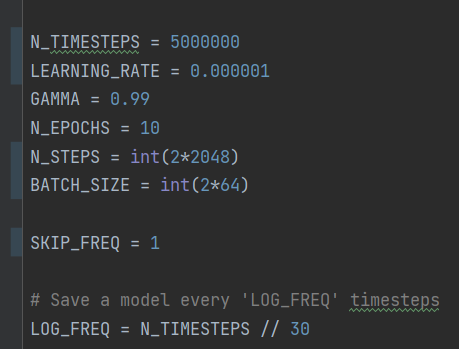 N_TIMESTEPS = 5000000
LEARNING_RATE = 0.000001
GAMMA = 0.99
N_EPOCHS = 10
N_STEPS = int(2*2048)
BATCH_SIZE = int(2*64)
SKIP_FREQ = 1
# Save a model every 'LOG_FREQ' timesteps
LOG_FREQ = N_TIMESTEPS // 30